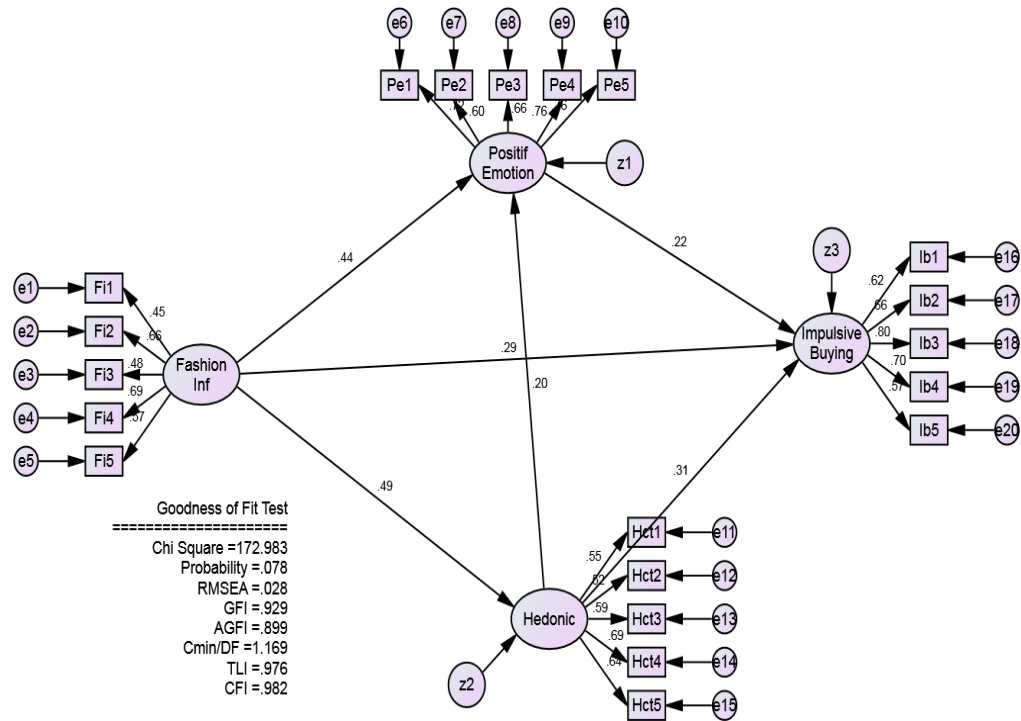 e6 e7 e8 e9 e10
Pe1 Pe2 Pe3 Pe4 Pe5
.60 .66 .76
Positif
Emotion
z1
.44
.22
z3
e1 Fi1
e2 Fi2
e3 Fi3
e4 Fi4
e5 Fi5
.45
.66
.48
.69
.57
Fashion
Inf
.29
.20
.49
.31
Impulsive
Buying
.62
.66
.80
.70
.57
Ib1 e16
Ib2 e17
Ib3 e18
Ib4 e19
Ib5 e20
Goodness of Fit Test
=====================
Chi Square =172.983
Probability =.078
RMSEA =.028
GFI =.929
AGFI =.899
Cmin/DF =1.169
TLI =.976
CFI =.982
Hedonic
z2
.55
.52
.59
.69
.64
Hct1 e11
Hct2 e12
Hct3 e13
Hct4 e14
Hct5 e15